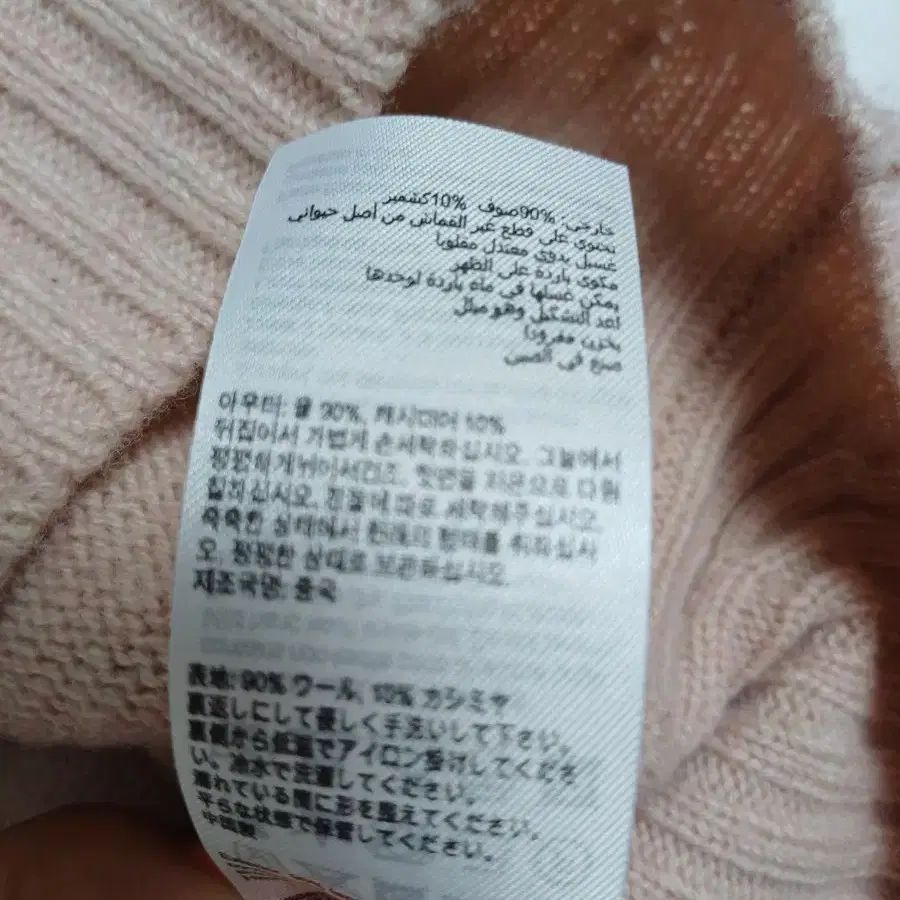 خارجي: 90%صوف 10%كشمير
تحتوي على قطع غير القماش من أصل حيواني
غسيل يدوي معتدل مقلوبا
مكوى باردة على الظهر
يمكن غسلها في ماء باردة لوحدها
أعد التشكيل وهو مبلل
يخزن مفرودا
صنع في الصين
아우터: 울 90%, 캐시미어 10%
뒤집어서 가볍게 손세탁하십시오. 그늘에서
평평하게 뉘어서건조. 뒷면을 저온으로 다림
질하십시오. 찬물에 따로 세탁해주십시오.
축축한 상태에서 원래의 형태를 취하십시
오. 평평한 상태로 보관하십시오.
제조국명: 중국
表地: 90% ウール, 10% カシミヤ
裏返しにして優しく手洗いして下さい。
裏側から低温でアイロン掛けしてくださ
い。冷水で洗濯してください。
濡れている間に形を整えてください。
平らな状態で保管してください。
中国製